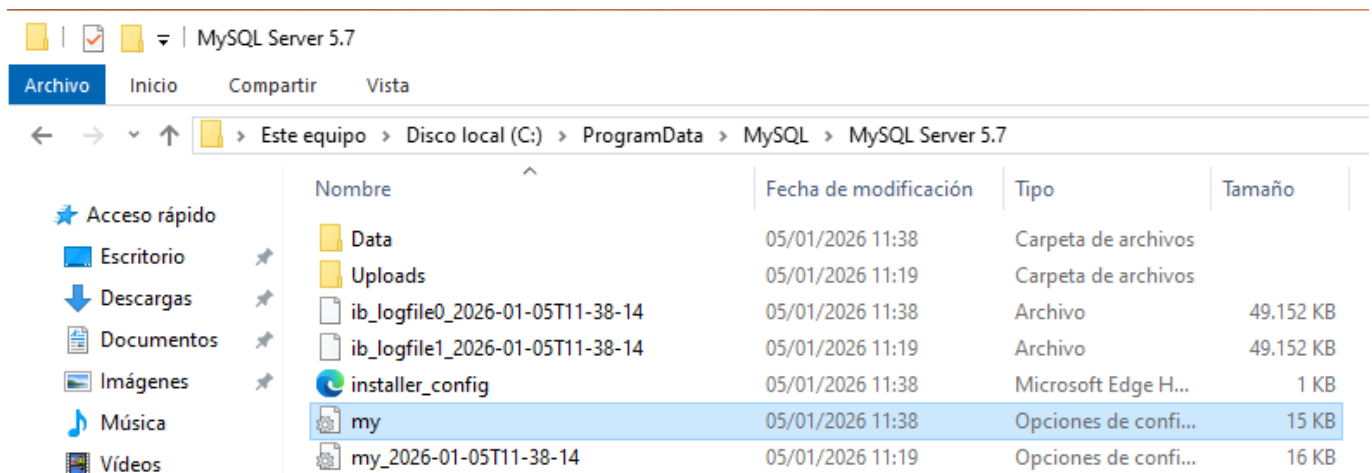 MySQL Server 5.7
Archivo Inicio Compartir Vista
Este equipo > Disco local (C:) > ProgramData > MySQL > MySQL Server 5.7
Nombre Fecha de modificación Tipo Tamaño
Acceso rápido
Data 05/01/2026 11:38 Carpeta de archivos
Escritorio
Uploads 05/01/2026 11:19 Carpeta de archivos
Descargas
ib_logfile0_2026-01-05T11-38-14 05/01/2026 11:38 Archivo 49.152 KB
Documentos
ib_logfile1_2026-01-05T11-38-14 05/01/2026 11:19 Archivo 49.152 KB
Imágenes
installer_config 05/01/2026 11:38 Microsoft Edge H... 1 KB
Música
my 05/01/2026 11:38 Opciones de confi... 15 KB
Vídeos
my_2026-01-05T11-38-14 05/01/2026 11:19 Opciones de confi... 16 KB